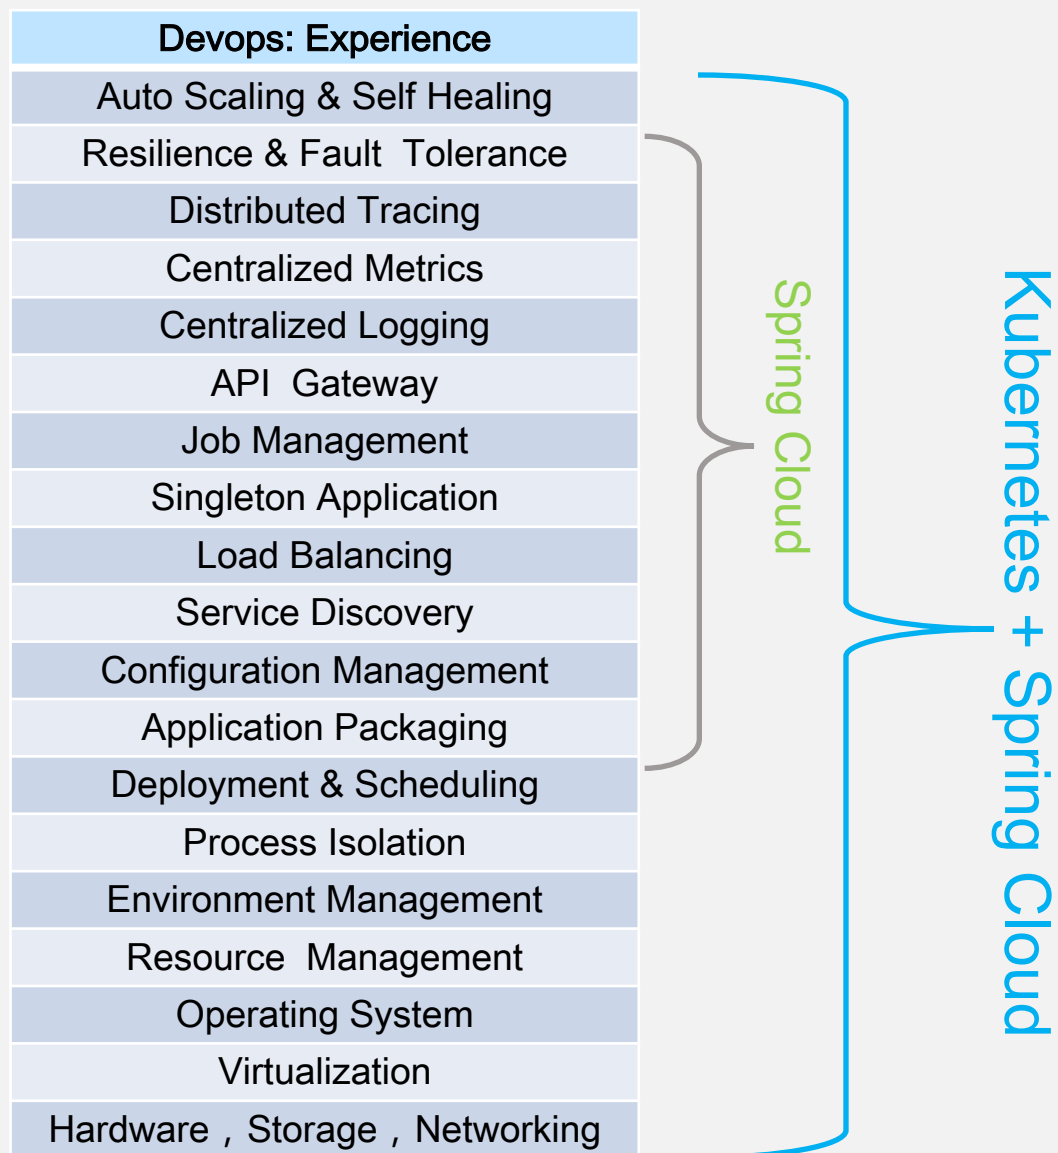 Devops: Experience
Auto Scaling & Self Healing
Resilience & Fault Tolerance
Distributed Tracing
Centralized Metrics
Centralized Logging
API Gateway
Job Management
Singleton Application
Load Balancing
Service Discovery
Configuration Management
Application Packaging
Deployment & Scheduling
Process Isolation
Environment Management
Resource Management
Operating System
Virtualization
Hardware , Storage , Networking
Spring Cloud
Kubernetes + Spring Cloud